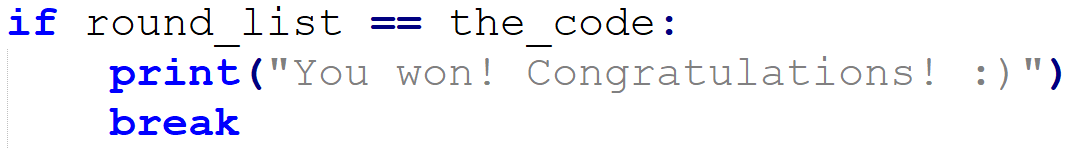 if round_list == the_code:
    print("You won! Congratulations! :)")
    break